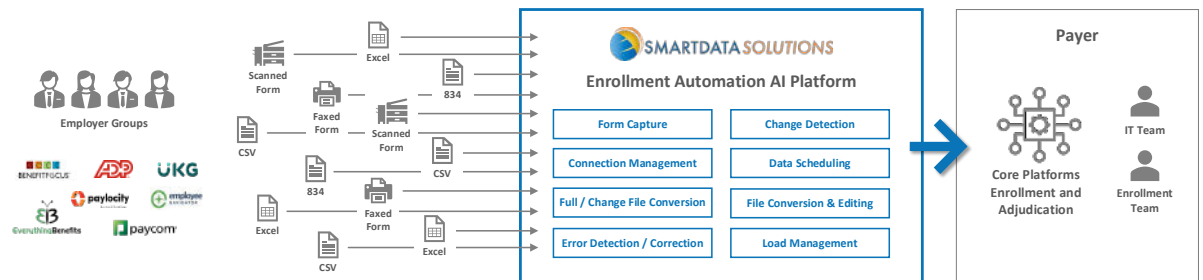 Employer Groups
BENEFITFOCUS
ADP
UKG
paylocity
employee
NAVIGATOR
EverythingBenefits
paycom
Scanned
Form
Excel
Faxed
Form
834
CSV
Scanned
Form
CSV
834
Excel
Faxed
Form
Excel
CSV
SMARTDATA SOLUTIONS
Enrollment Automation AI Platform
Form Capture
Change Detection
Connection Management
Data Scheduling
Full / Change File Conversion
File Conversion & Editing
Error Detection / Correction
Load Management
Payer
Core Platforms
Enrollment and
Adjudication
IT Team
Enrollment
Team